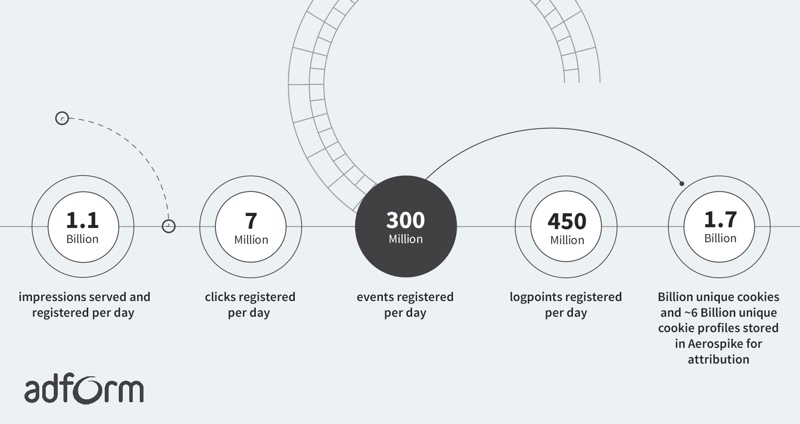 1.1
Billion
impressions served and
registered per day
7
Million
clicks registered
per day
300
Million
events registered
per day
450
Million
logpoints registered
per day
1.7
Billion
Billion unique cookies
and ~6 Billion unique
cookie profiles stored
in Aerospike for
attribution
adform